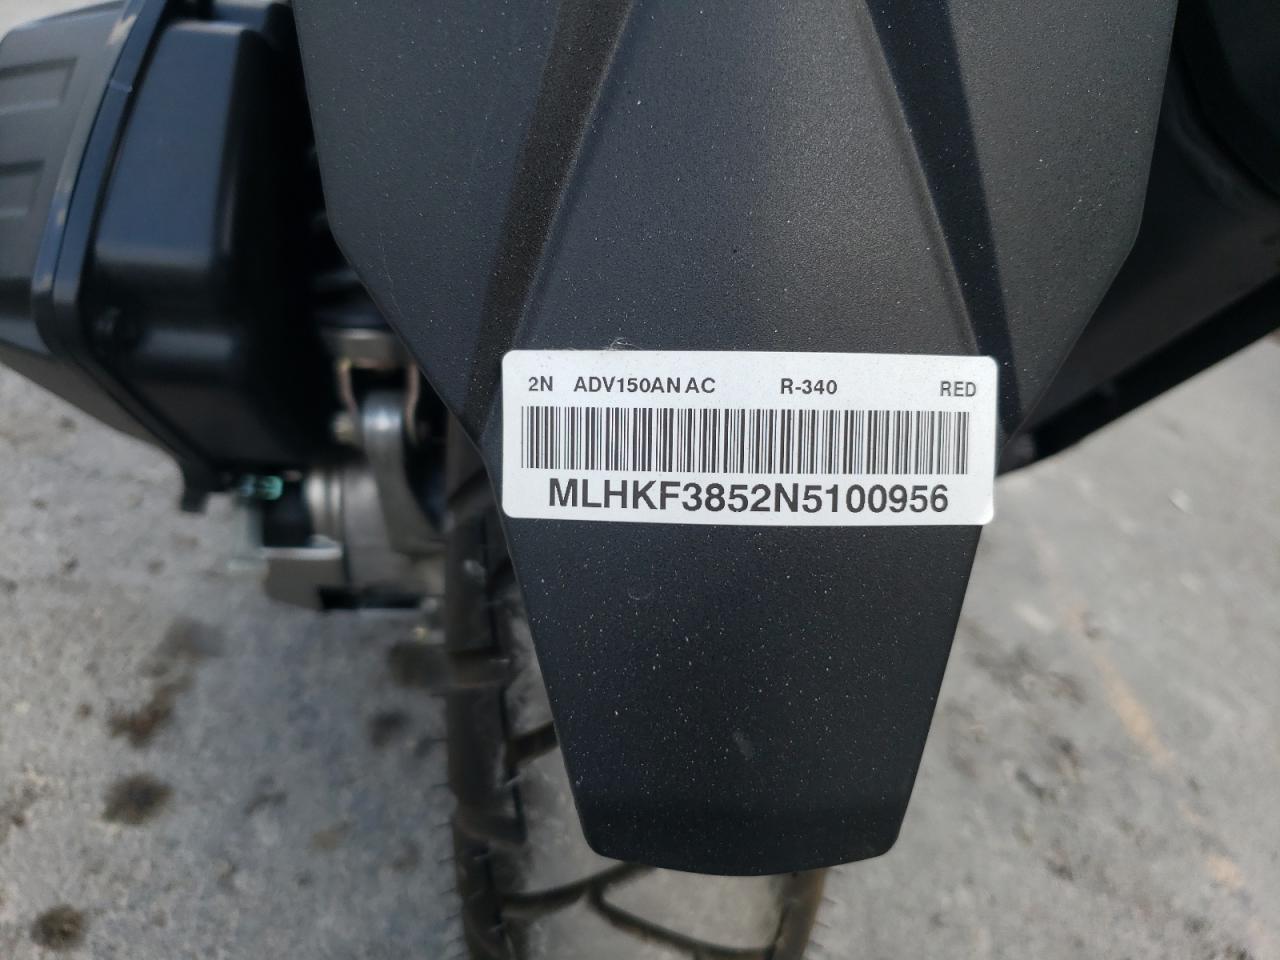 2N ADV150AN AC R-340 RED
MLHKF3852N5100956